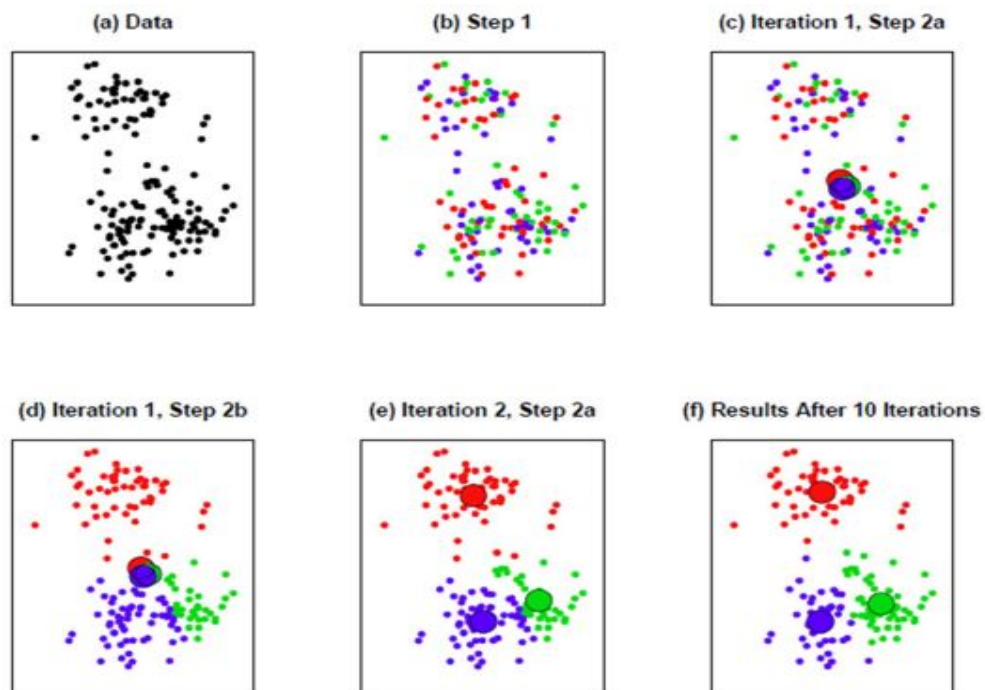 (a) Data
(b) Step 1
(c) Iteration 1, Step 2a
(d) Iteration 1, Step 2b
(e) Iteration 2, Step 2a
(f) Results After 10 Iterations